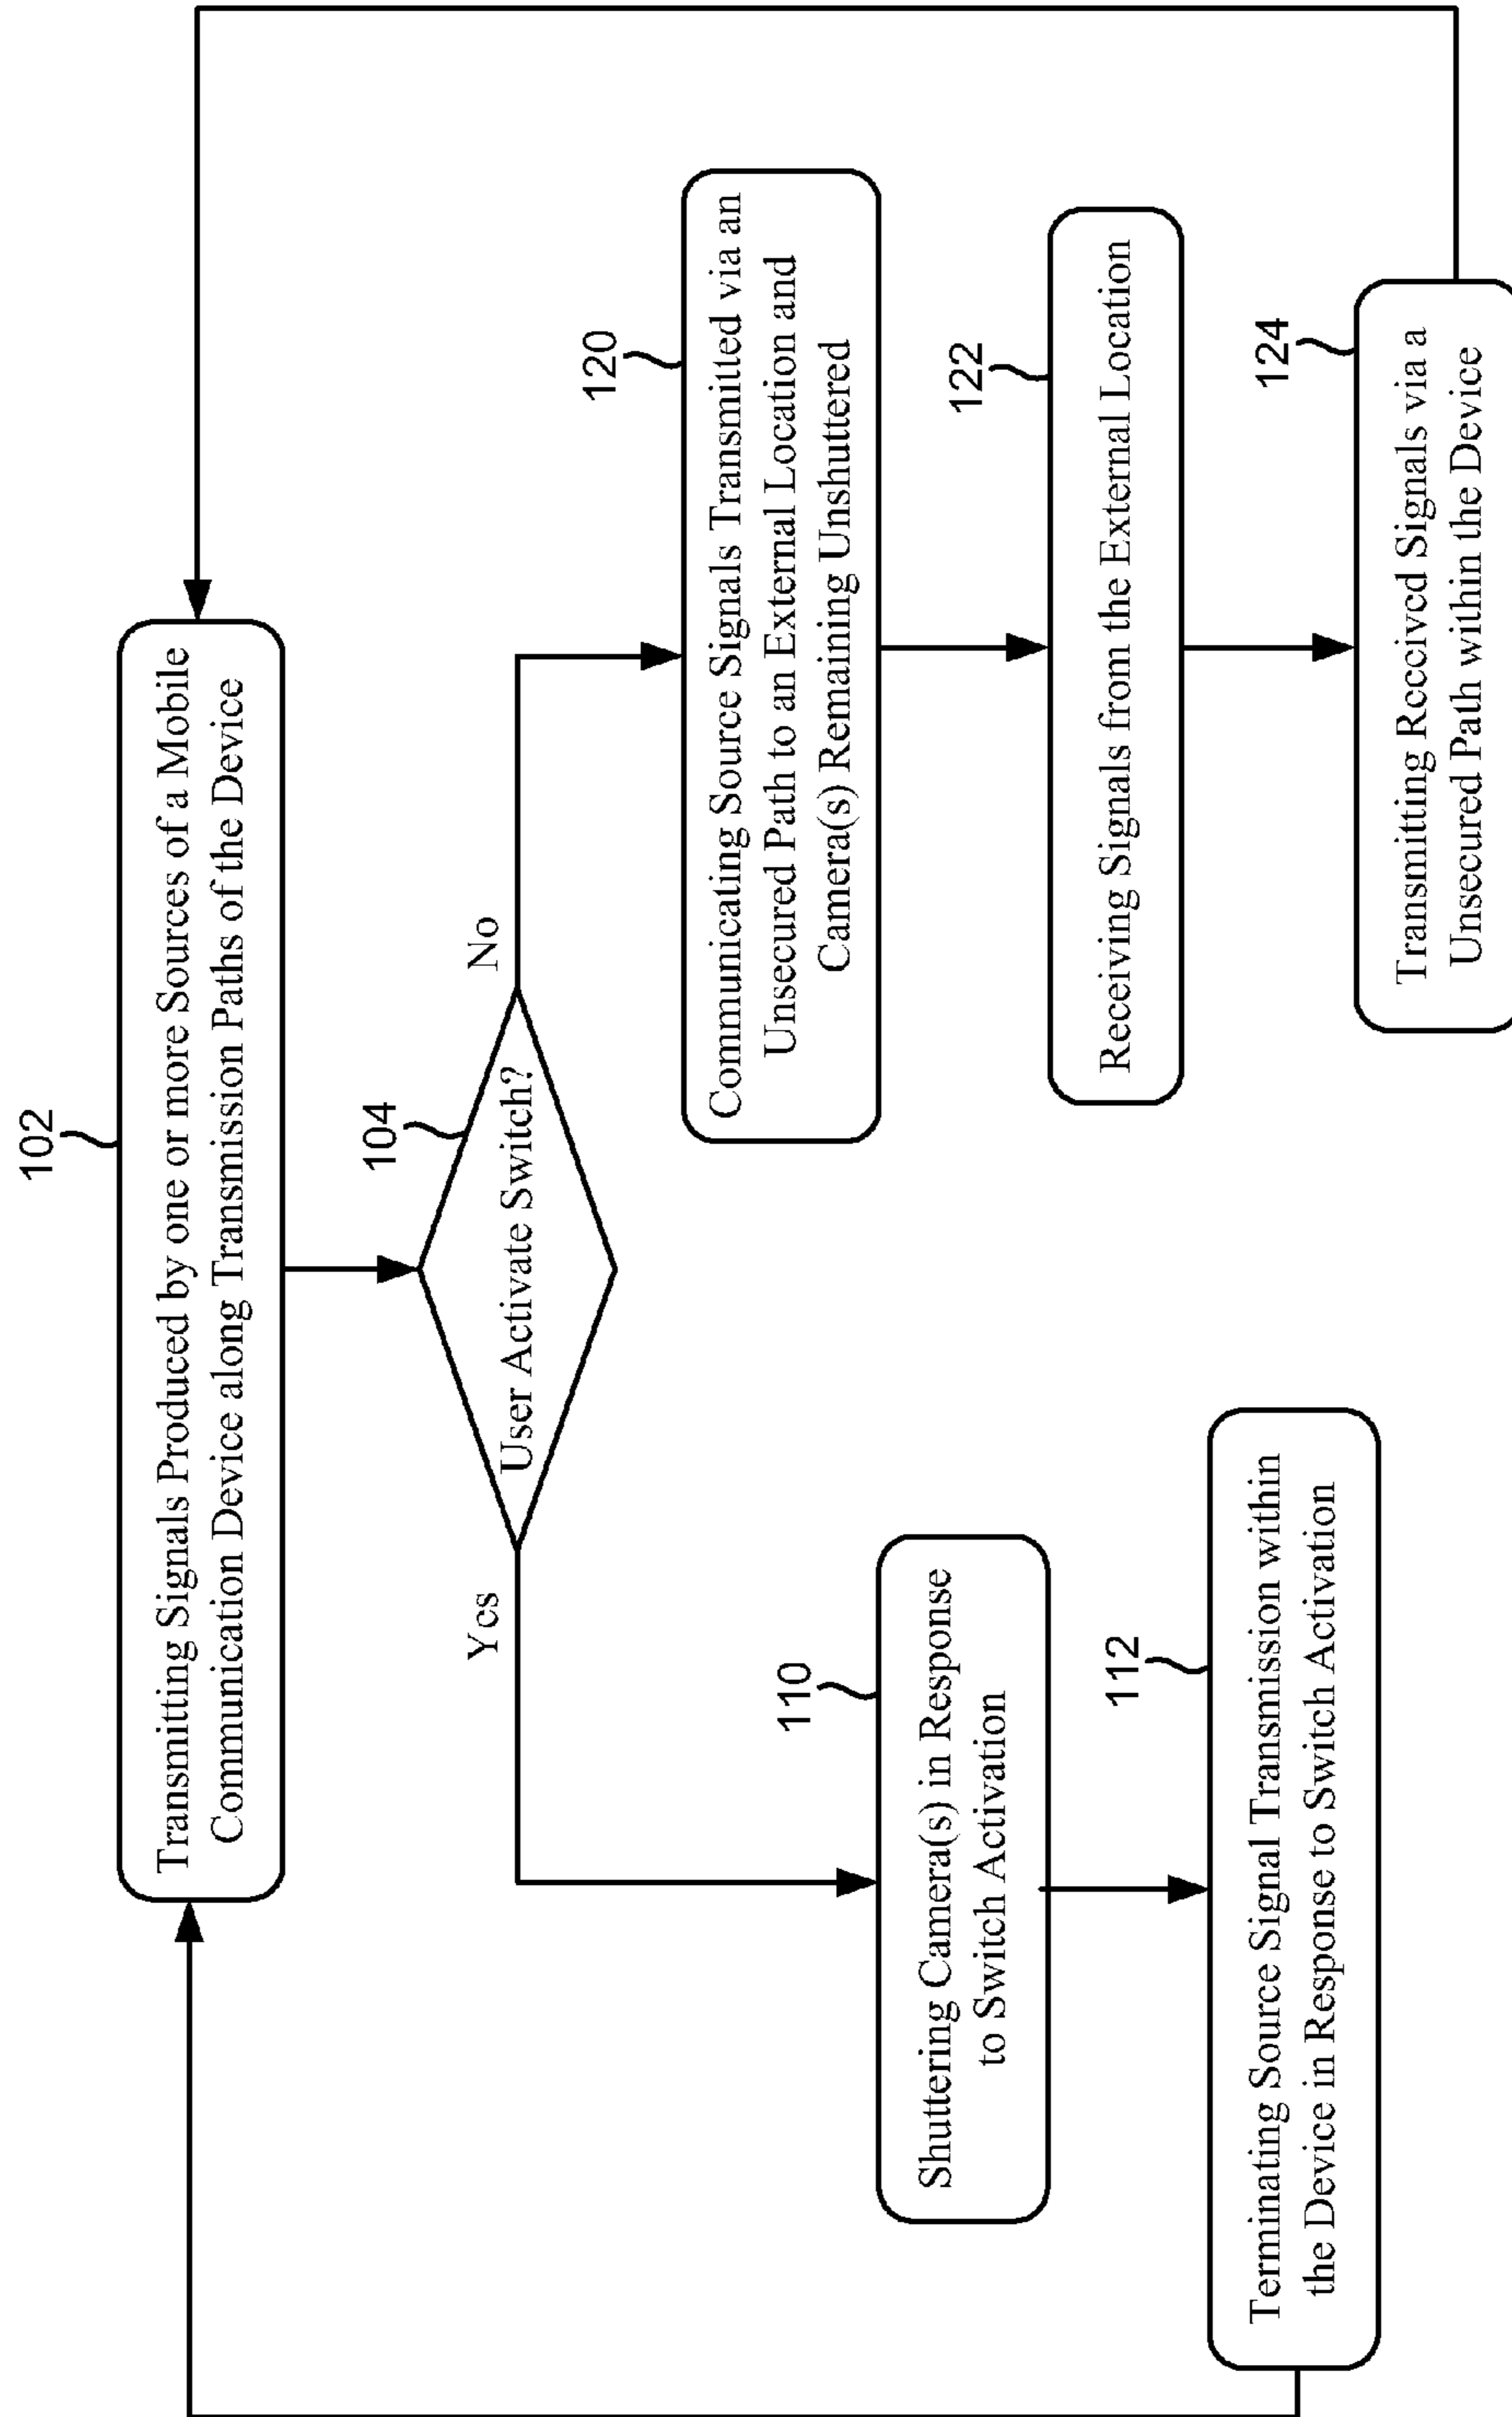 102
Transmitting Signals Produced by one or more Sources of a Mobile
Communication Device along Transmission Paths of the Device
104
User Activate Switch?
Yes
No
110
Shuttering Camera(s) in Response
to Switch Activation
112
Terminating Source Signal Transmission within
the Device in Response to Switch Activation
120
Communicating Source Signals Transmitted via an
Unsecured Path to an External Location and
Camera(s) Remaining Unshuttered
122
Receiving Signals from the External Location
124
Transmitting Received Signals via a
Unsecured Path within the Device